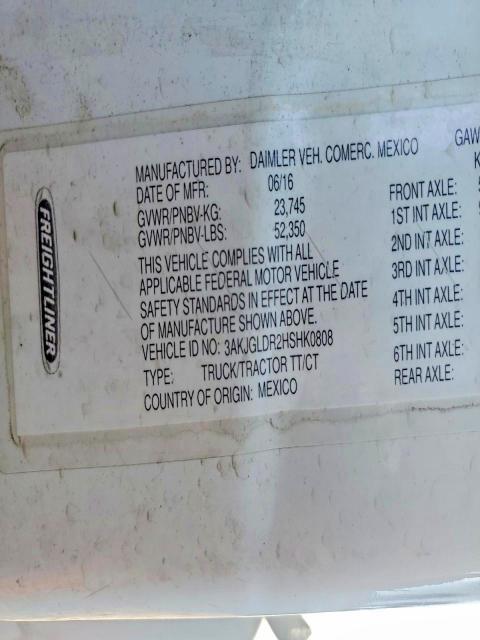 FREIGHTLINER
MANUFACTURED BY: DAIMLER VEH. COMERC. MEXICO
DATE OF MFR: 06/16
GVWR/PNBV-KG: 23,745
GVWR/PNBV-LBS: 52,350
THIS VEHICLE COMPLIES WITH ALL
APPLICABLE FEDERAL MOTOR VEHICLE
SAFETY STANDARDS IN EFFECT AT THE DATE
OF MANUFACTURE SHOWN ABOVE.
VEHICLE ID NO: 3AKJGLDR2HSHK0808
TYPE: TRUCK/TRACTOR TT/CT
COUNTRY OF ORIGIN: MEXICO
GAW
K
FRONT AXLE:
1ST INT AXLE:
2ND INT AXLE:
3RD INT AXLE:
4TH INT AXLE:
5TH INT AXLE:
6TH INT AXLE:
REAR AXLE: